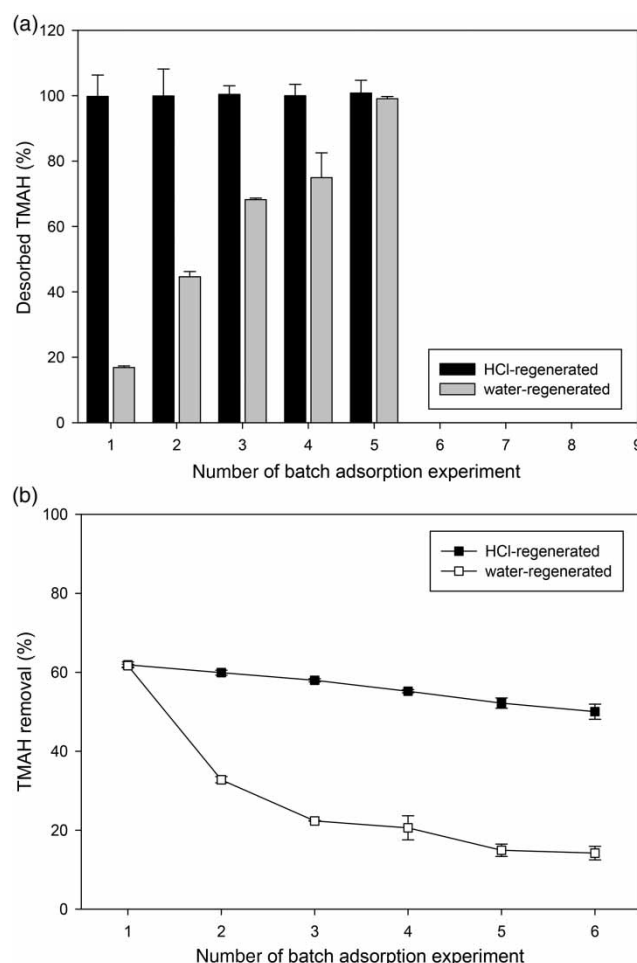 (a)
120
100
80
60
40
20
0
Desorbed TMAH (%)
HCl-regenerated
water-regenerated
1 2 3 4 5 6 7 8 9
Number of batch adsorption experiment
(b)
100
80
60
40
20
0
TMAH removal (%)
HCl-regenerated
water-regenerated
1 2 3 4 5 6
Number of batch adsorption experiment